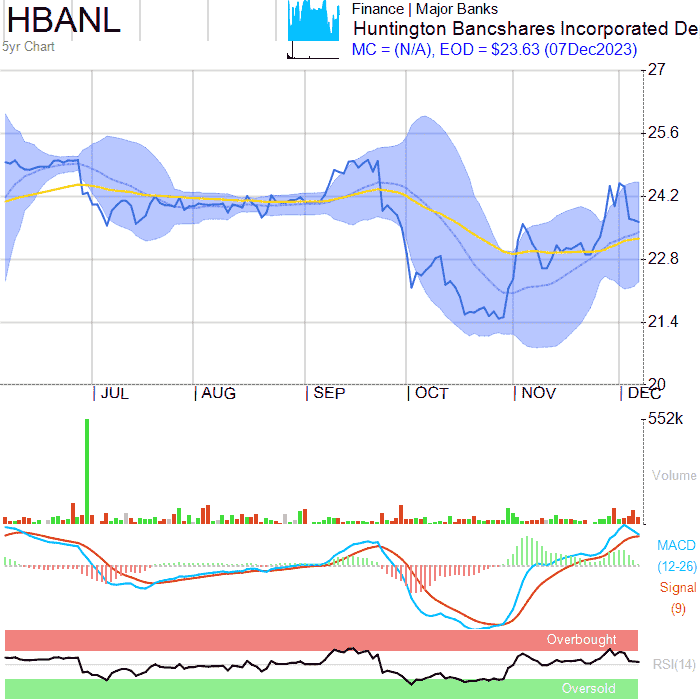 HBANL
5yr Chart
Finance | Major Banks
Huntington Bancshares Incorporated De
MC = (N/A), EOD = $23.63 (07Dec2023)
27
25.6
24.2
22.8
21.4
20
JUL AUG SEP OCT NOV DEC
552k
Volume
MACD
(12-26)
Signal
(9)
Overbought
RSI(14)
Oversold